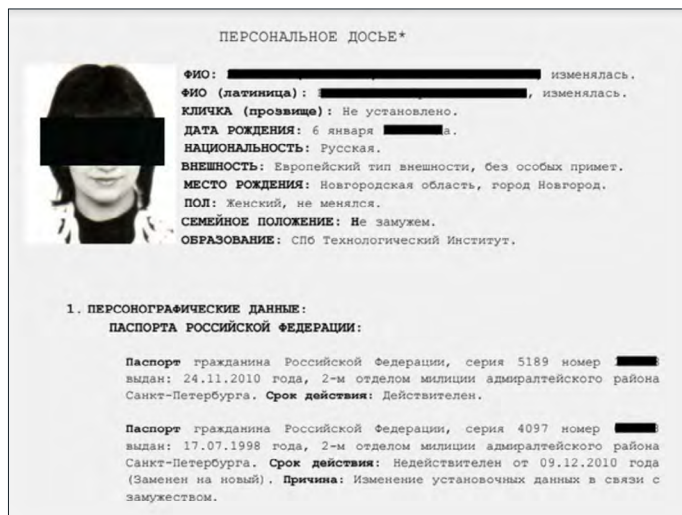 ПЕРСОНАЛЬНОЕ ДОСЬЕ*
ФИО: , изменялась.
ФИО (латиница): , изменялась.
КЛИЧКА (прозвище): Не установлено.
ДАТА РОЖДЕНИЯ: 6 января а.
НАЦИОНАЛЬНОСТЬ: Русская.
ВНЕШНОСТЬ: Европейский тип внешности, без особых примет.
МЕСТО РОЖДЕНИЯ: Новгородская область, город Новгород.
ПОЛ: Женский, не менялся.
СЕМЕЙНОЕ ПОЛОЖЕНИЕ: Не замужем.
ОБРАЗОВАНИЕ: СПб Технологический Институт.
1. ПЕРСОНОГРАФИЧЕСКИЕ ДАННЫЕ:
ПАСПОРТА РОССИЙСКОЙ ФЕДЕРАЦИИ:
Паспорт гражданина Российской Федерации, серия 5189 номер
выдан: 24.11.2010 года, 2-м отделом милиции адмиралтейского района
Санкт-Петербурга. Срок действия: Действителен.
Паспорт гражданина Российской Федерации, серия 4097 номер
выдан: 17.07.1998 года, 2-м отделом милиции адмиралтейского района
Санкт-Петербурга. Срок действия: Недействителен от 09.12.2010 года
(Заменен на новый). Причина: Изменение установочных данных в связи с
замужеством.